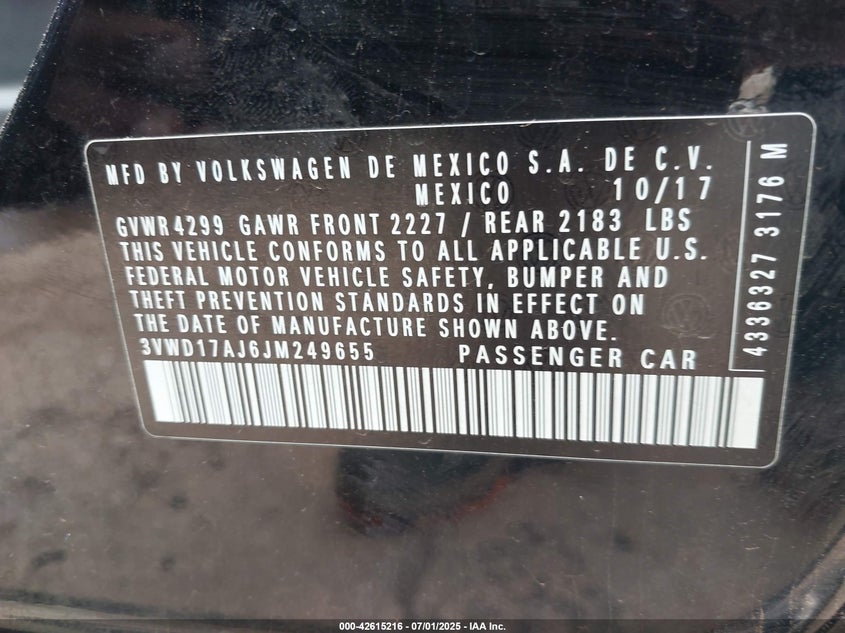 MFD BY VOLKSWAGEN DE MEXICO S.A. DE C.V.
MEXICO 10/17
GVWR 4299 GAWR FRONT 2227 / REAR 2183 LBS
THIS VEHICLE CONFORMS TO ALL APPLICABLE U.S.
FEDERAL MOTOR VEHICLE SAFETY, BUMPER AND
THEFT PREVENTION STANDARDS IN EFFECT ON
THE DATE OF MANUFACTURE SHOWN ABOVE.
3VWD17AJ6JM249655 PASSENGER CAR
4336327 3176 M
000-42615216 - 07/01/2025 - IAA Inc.